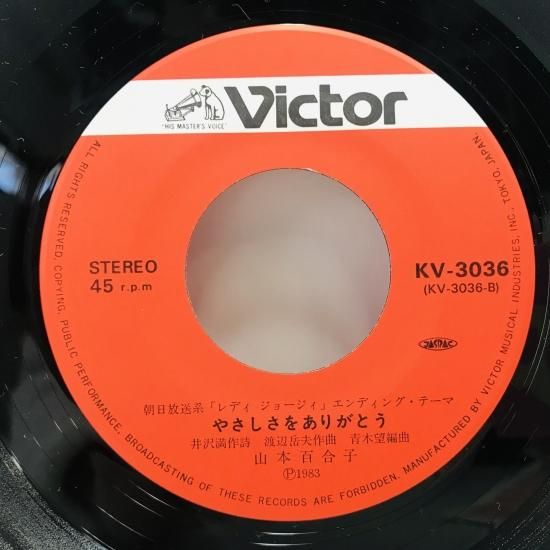 "HIS MASTER'S VOICE"
Victor
STEREO
45 r.p.m
KV-3036
(KV-3036-B)
JASRAC
朝日放送系「レディ ジョージィ」エンディング・テーマ
やさしさをありがとう
井沢満作詩 渡辺岳夫作曲 青木望編曲
山本百合子
Ⓟ1983
ALL RIGHTS RESERVED, COPYING, PUBLIC PERFORMANCE, BROADCASTING OF THESE RECORDS ARE FORBIDDEN. MANUFACTURED BY VICTOR MUSICAL INDUSTRIES, INC., TOKYO, JAPAN.